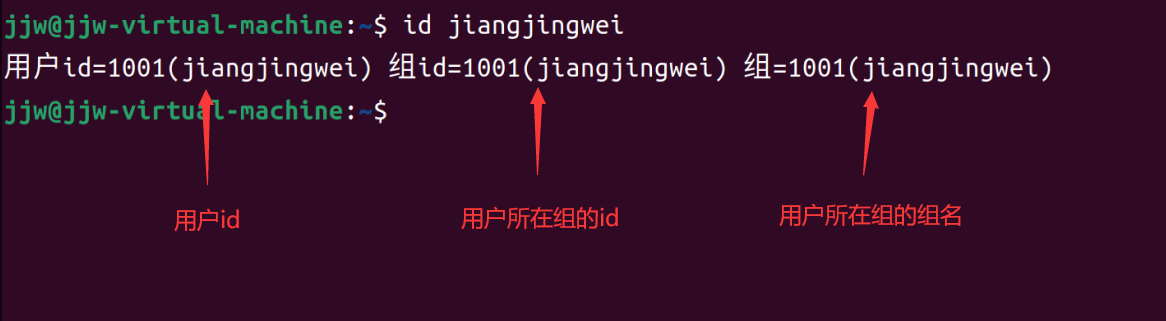 jjw@jjw-virtual-machine:~$ id jiangjingwei
用户id=1001(jiangjingwei) 组id=1001(jiangjingwei) 组=1001(jiangjingwei)
jjw@jjw-virtual-machine:~$
用户id 用户所在组的id 用户所在组的组名